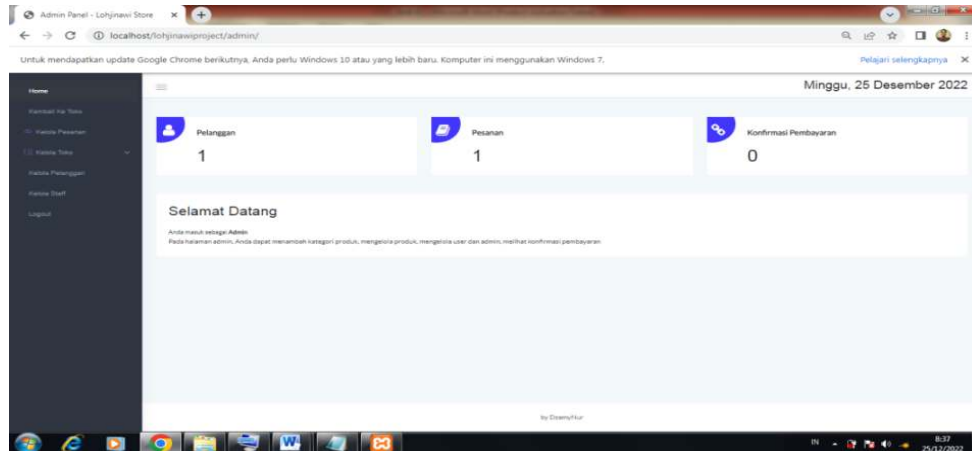 Admin Panel - Lohjinawi Store
localhost/lohjinawiproject/admin/
Untuk mendapatkan update Google Chrome berikutnya, Anda perlu Windows 10 atau yang lebih baru. Komputer ini menggunakan Windows 7.
Pelajari selengkapnya
Home
Minggu, 25 Desember 2022
Kembali Ke Toko
Kelola Pesanan
Kelola Toko
Kelola Pelanggan
Kelola Staff
Logout
Pelanggan
1
Pesanan
1
Konfirmasi Pembayaran
0
Selamat Datang
Anda masuk sebagai Admin
Pada halaman admin, Anda dapat menambah kategori produk, mengelola produk, mengelola user dan admin, melihat konfirmasi pembayaran
by
IN
8:37
25/12/2022